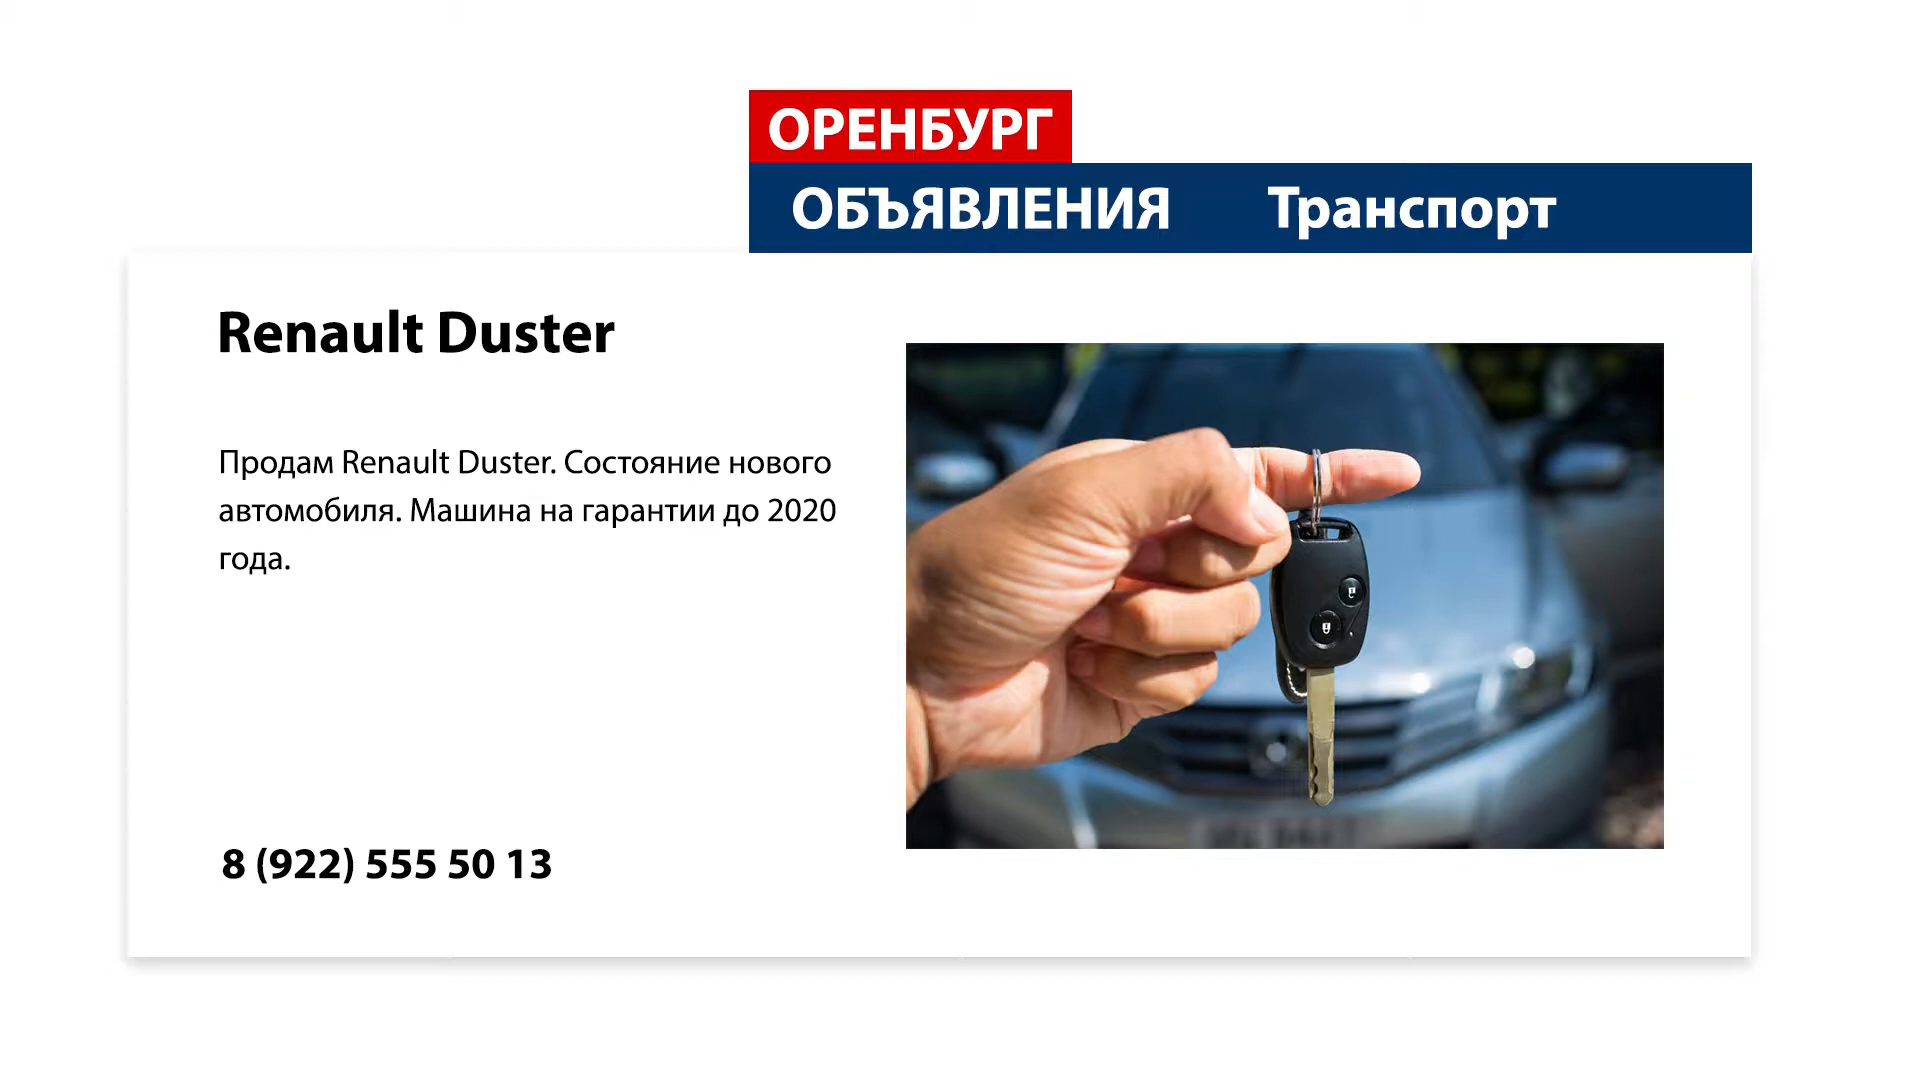 ОРЕНБУРГ
ОБЪЯВЛЕНИЯ Транспорт
Renault Duster
Продам Renault Duster. Состояние нового
автомобиля. Машина на гарантии до 2020
года.
8 (922) 555 50 13